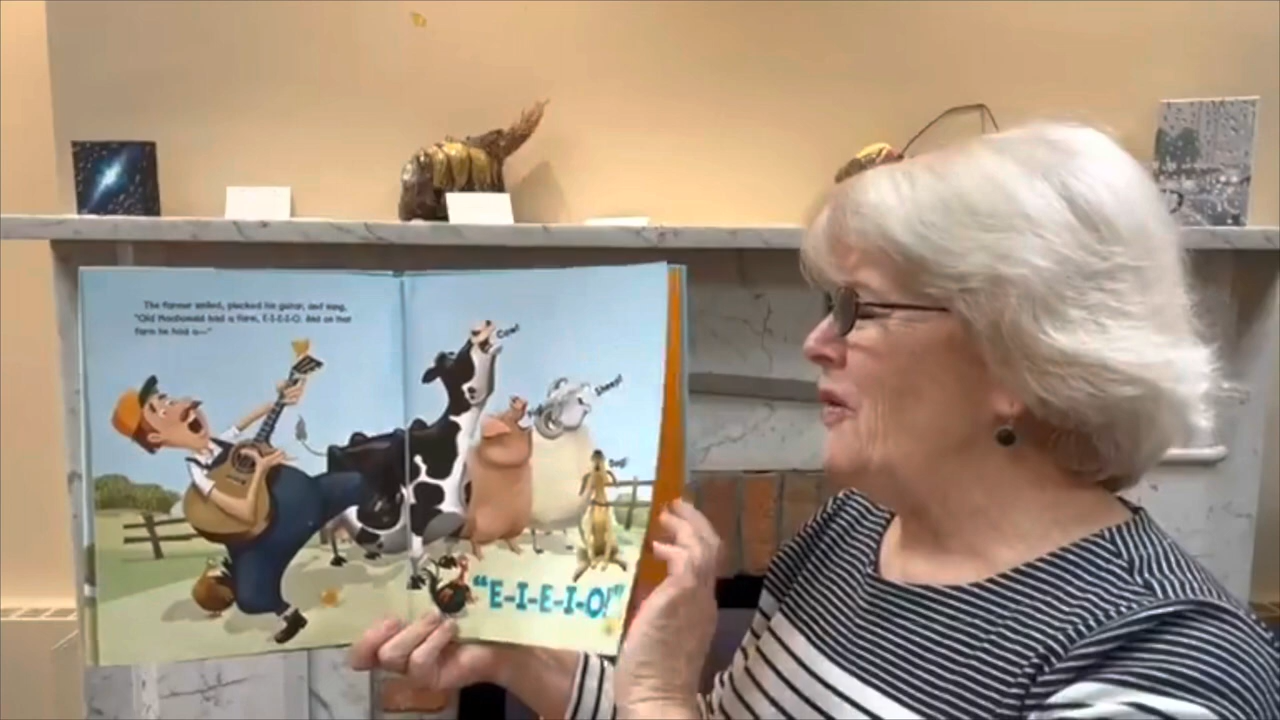 The farmer smiled, plucked his guitar, and sang,
"Old MacDonald had a farm, E-I-E-I-O. And on that
farm he had a—"
Cow!
Pig!
Sheep!
Dog!
"E-I-E-I-O!"